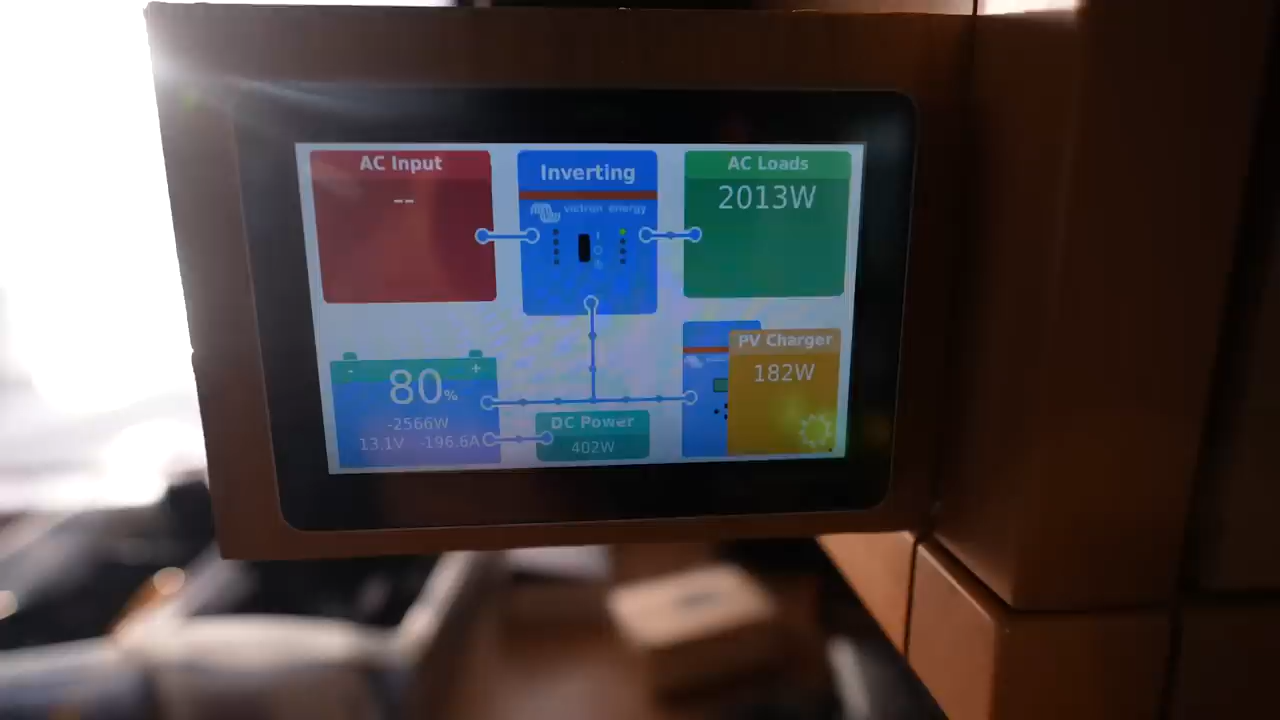 AC Input
--
Inverting
victron energy
AC Loads
2013W
- +
80%
-2566W
13.1V -196.6A
DC Power
402W
PV Charger
182W